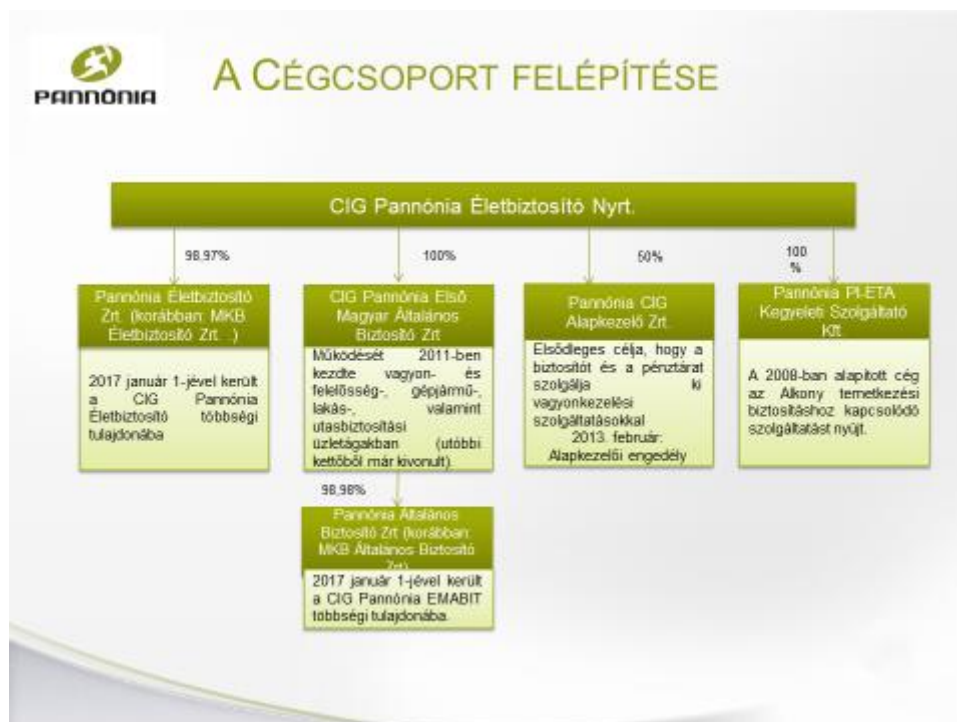 PANNONIA
A CÉGCSOPORT FELÉPÍTÉSE
CIG Pannónia Életbiztosító Nyrt.
98,97%
100%
50%
100
%
Pannónia Életbiztosító
Zrt. (korábban: MKB
Életbiztosító Zrt. .)
2017 január 1-jével került
a CIG Pannónia
Életbiztosító többségi
tulajdonába
CIG Pannónia Első
Magyar Általános
Biztosító Zrt
Működését 2011-ben
kezdte vagyon- és
felelősség-, gépjármű-,
lakás-, valamint
utasbiztosítási
üzletágakban (utóbbi
kettőből már kivonult).
Pannónia CIG
Alapkezelő Zrt.
Elsődleges célja, hogy a
biztosítót és a pénztárat
szolgálja ki
vagyonkezelési
szolgáltatásokkal
2013. február:
Alapkezelői engedély
Pannónia PI-ETA
Kegyeleti Szolgáltató
Kft.
A 2008-ban alapított cég
az Alkony temetkezési
biztosításhoz kapcsolódó
szolgáltatást nyújt.
98,98%
Pannónia Általános
Biztosító Zrt (korábban:
MKB Általános Biztosító
Zrt)
2017 január 1-jével került
a CIG Pannónia EMABIT
többségi tulajdonába.